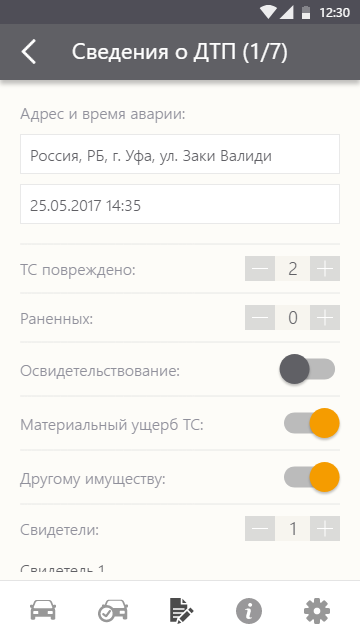 12:30
Сведения о ДТП (1/7)
Адрес и время аварии:
Россия, РБ, г. Уфа, ул. Заки Валиди
25.05.2017 14:35
ТС повреждено: — 2 +
Раненных: — 0 +
Освидетельствование:
Материальный ущерб ТС:
Другому имуществу:
Свидетели: — 1 +
Свидетель 1